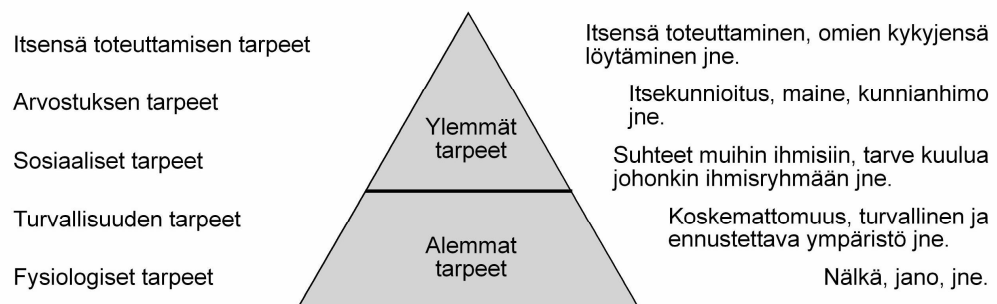 Itsensä toteuttamisen tarpeet
Itsensä toteuttaminen, omien kykyjensä
löytäminen jne.
Arvostuksen tarpeet
Itsekunnioitus, maine, kunnianhimo
jne.
Ylemmät
tarpeet
Sosiaaliset tarpeet
Suhteet muihin ihmisiin, tarve kuulua
johonkin ihmisryhmään jne.
Turvallisuuden tarpeet
Koskemattomuus, turvallinen ja
ennustettava ympäristö jne.
Alemmat
tarpeet
Fysiologiset tarpeet
Nälkä, jano, jne.